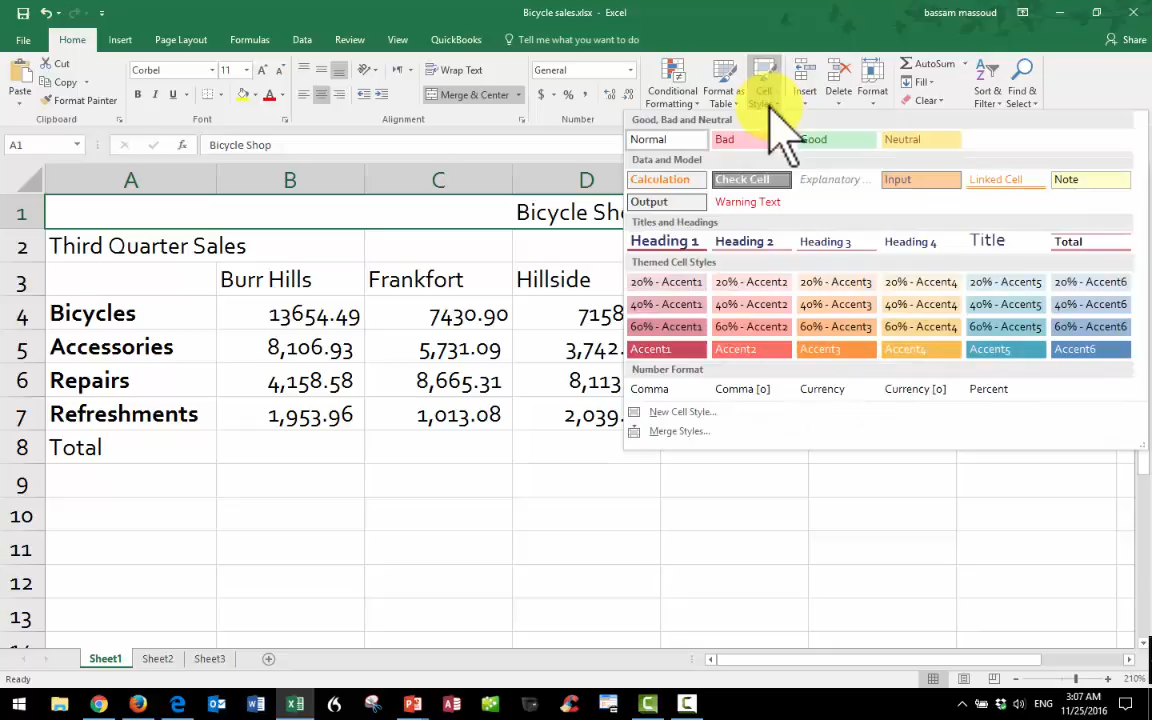 Bicycle sales.xlsx - Excel
bassam massoud
File Home Insert Page Layout Formulas Data Review View QuickBooks Tell me what you want to do Share
Paste
Cut
Copy
Format Painter
Clipboard
Corbel 11
B I U
Font
Wrap Text
Merge & Center
Alignment
General
$ % ,
Number
Conditional Formatting
Format as Table
Cell Styles
Insert
Delete
Format
AutoSum
Fill
Clear
Sort & Filter
Find & Select
A1 Bicycle Shop
Good, Bad and Neutral
Normal Bad Good Neutral
Data and Model
Calculation Check Cell Explanatory ... Input Linked Cell Note
Output Warning Text
Titles and Headings
Heading 1 Heading 2 Heading 3 Heading 4 Title Total
Themed Cell Styles
20% - Accent1 20% - Accent2 20% - Accent3 20% - Accent4 20% - Accent5 20% - Accent6
40% - Accent1 40% - Accent2 40% - Accent3 40% - Accent4 40% - Accent5 40% - Accent6
60% - Accent1 60% - Accent2 60% - Accent3 60% - Accent4 60% - Accent5 60% - Accent6
Accent1 Accent2 Accent3 Accent4 Accent5 Accent6
Number Format
Comma Comma [0] Currency Currency [0] Percent
New Cell Style...
Merge Styles...
A B C D
1 Bicycle Sh
2 Third Quarter Sales
3 Burr Hills Frankfort Hillside
4 Bicycles 13654.49 7430.90 7158
5 Accessories 8,106.93 5,731.09 3,742.
6 Repairs 4,158.58 8,665.31 8,113
7 Refreshments 1,953.96 1,013.08 2,039.
8 Total
9
10
11
12
13
Sheet1 Sheet2 Sheet3
Ready 210%
ENG 3:07 AM
11/25/2016